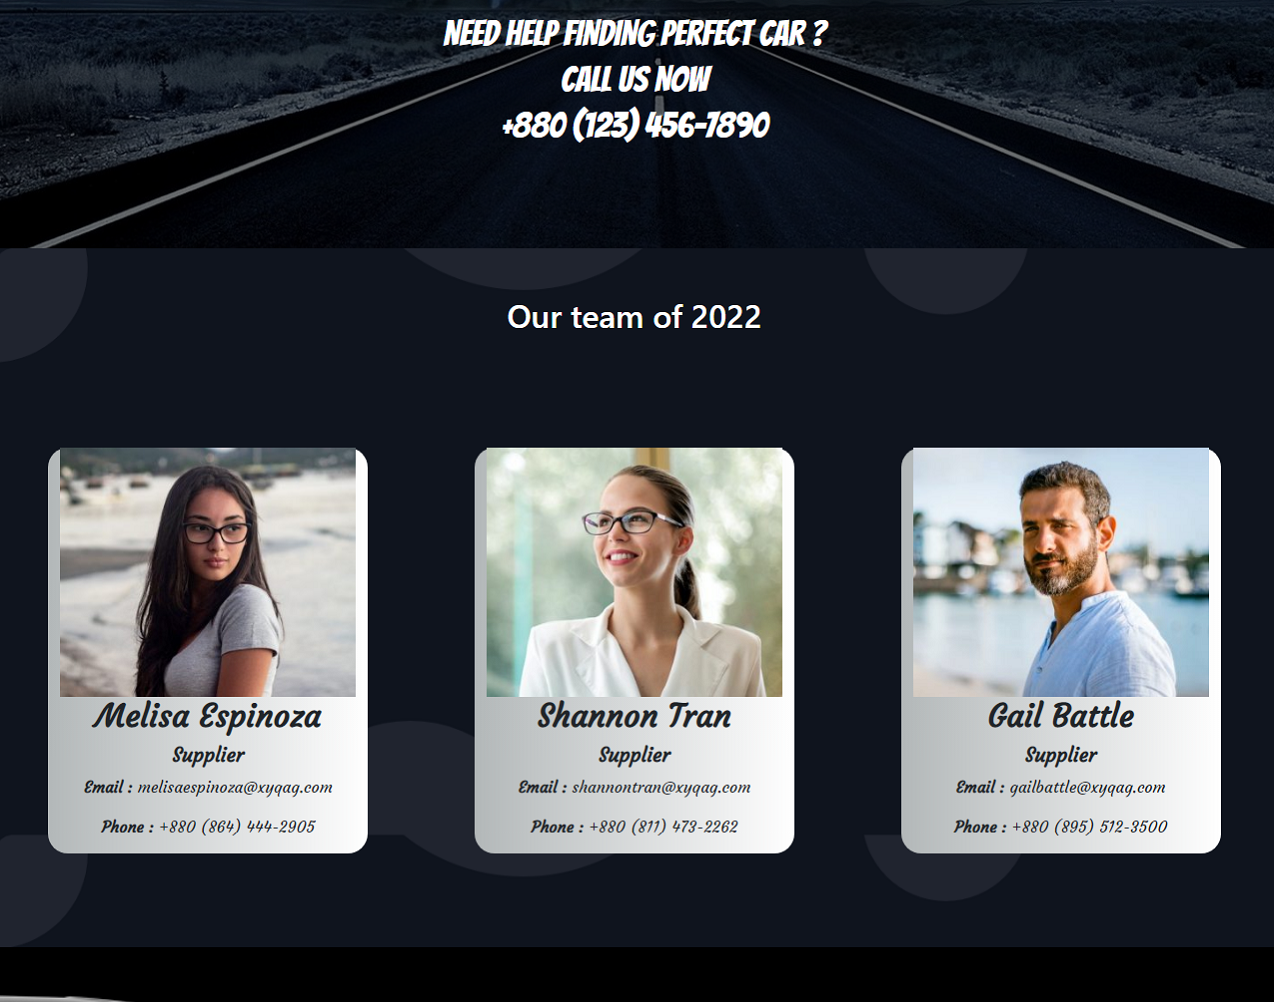 NEED HELP FINDING PERFECT CAR ?
CALL US NOW
+880 (123) 456-7890
Our team of 2022
Melisa Espinoza
Supplier
Email : melisaespinoza@xyqag.com
Phone : +880 (864) 444-2905
Shannon Tran
Supplier
Email : shannontran@xyqag.com
Phone : +880 (811) 473-2262
Gail Battle
Supplier
Email : gailbattle@xyqag.com
Phone : +880 (895) 512-3500